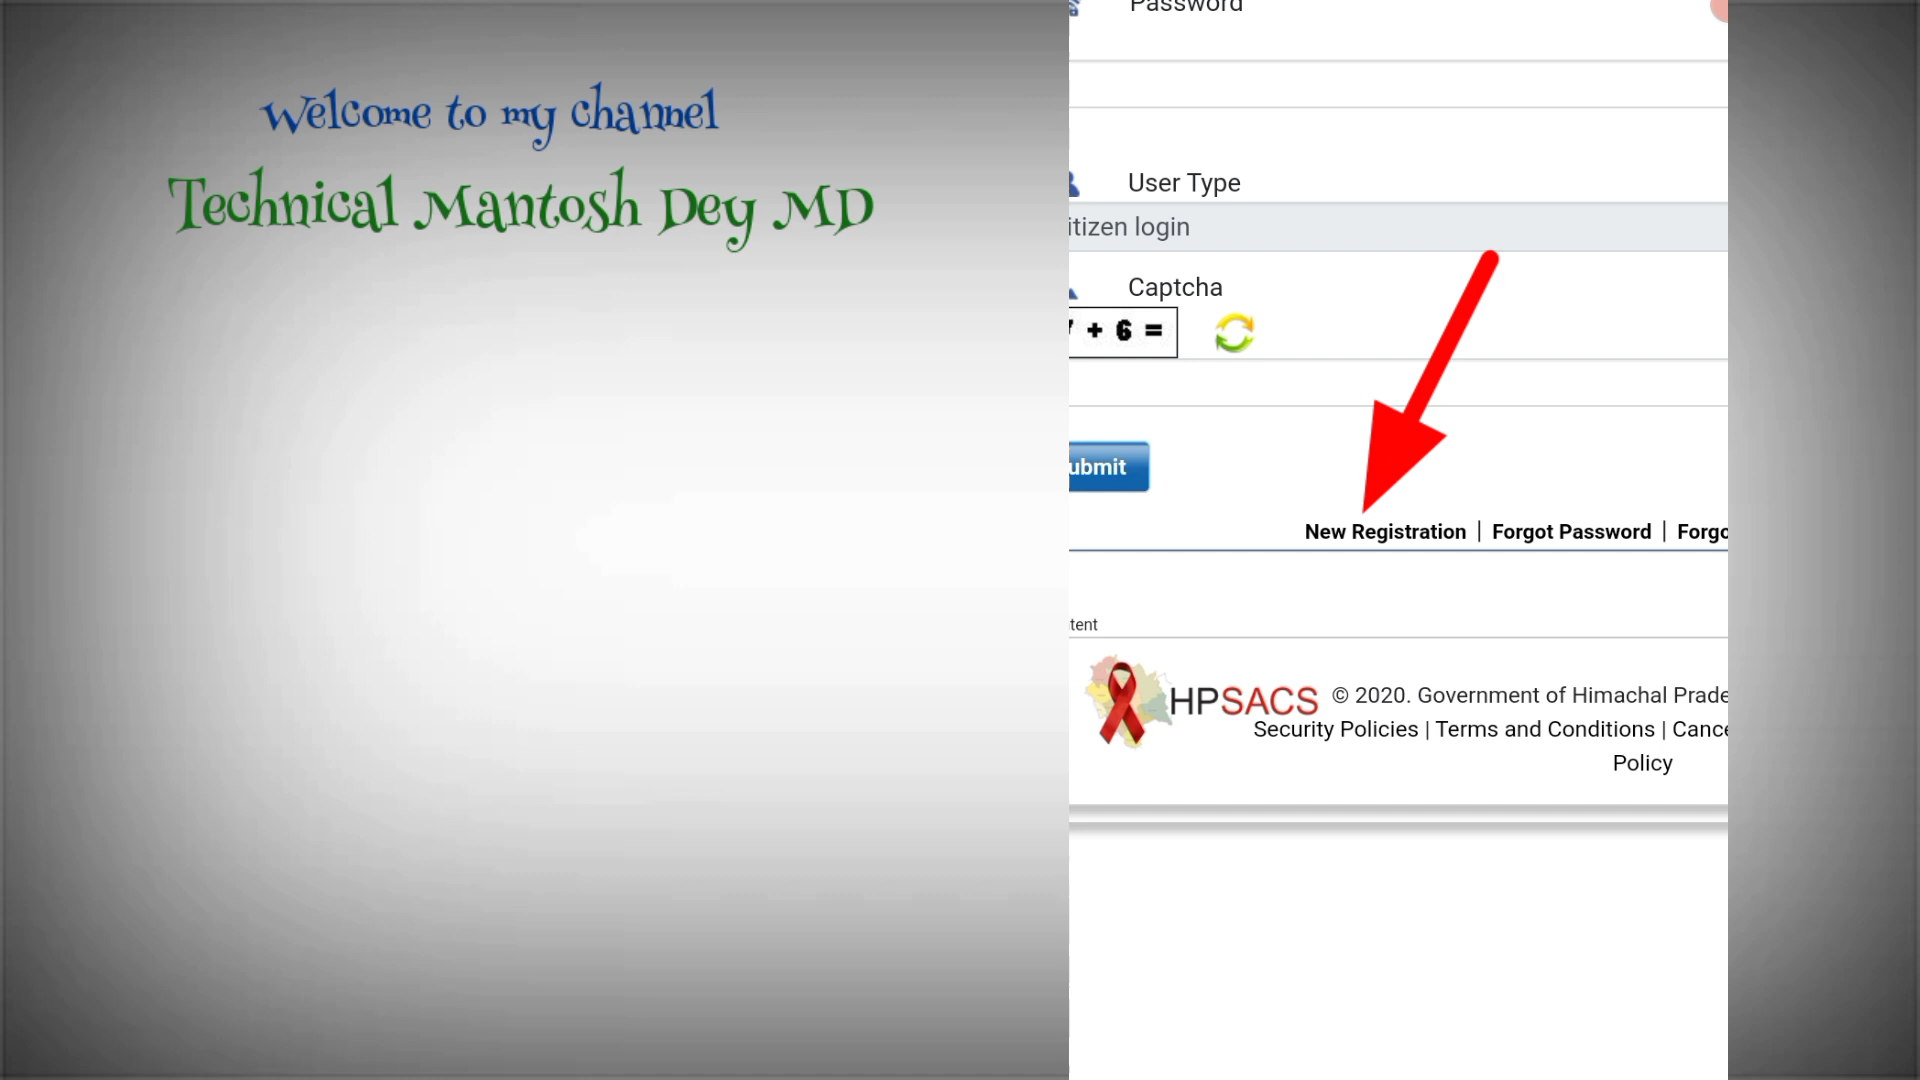 Welcome to my channel
Technical Mantosh Dey MD
Password
User Type
itizen login
Captcha
+ 6 =
ubmit
New Registration | Forgot Password | Forgo
tent
HPSACS © 2020. Government of Himachal Prade
Security Policies | Terms and Conditions | Cance
Policy